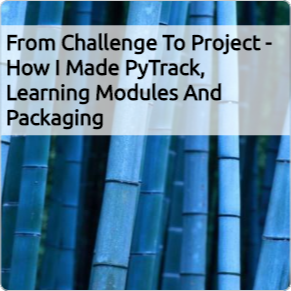 From Challenge To Project -
How I Made PyTrack,
Learning Modules And
Packaging